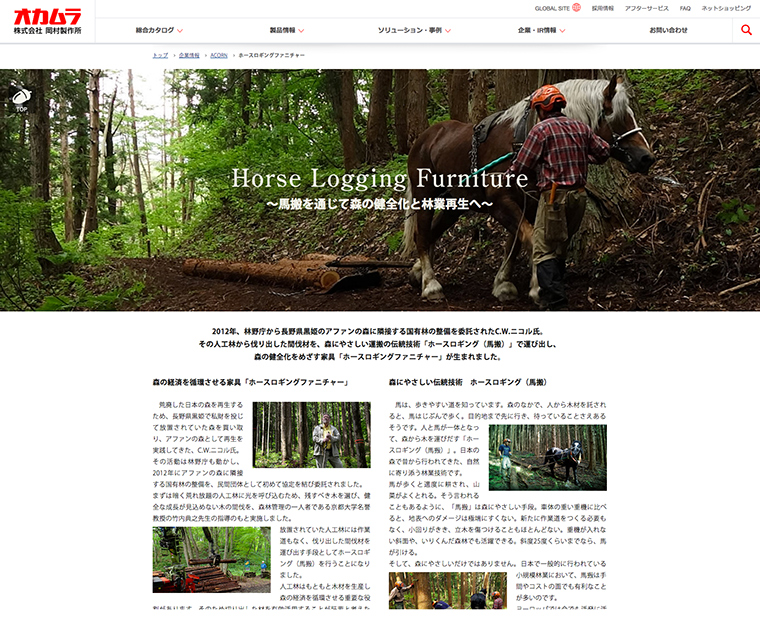 オカムラ
株式会社 岡村製作所
GLOBAL SITE 採用情報 アフターサービス FAQ ネットショッピング
総合カタログ 製品情報 ソリューション・事例 企業・IR情報 お問い合わせ
トップ > 企業情報 > ACORN > ホースロギングファニチャー
TOP
Horse Logging Furniture
〜馬搬を通じて森の健全化と林業再生へ〜
2012年、林野庁から長野県黒姫のアファンの森に隣接する国有林の整備を委託されたC.W.ニコル氏。
その人工林から伐り出した間伐材を、森にやさしい運搬の伝統技術「ホースロギング（馬搬）」で運び出し、
森の健全化をめざす家具「ホースロギングファニチャー」が生まれました。
森の経済を循環させる家具「ホースロギングファニチャー」
荒廃した日本の森を再生する
ため、長野県黒姫で私財を投じ
て放置されていた森を買い取
り、アファンの森として再生を
実践してきた、C.W.ニコル氏。
その活動は林野庁も動かし、
2012年にアファンの森に隣接
する国有林の整備を、民間団体として初めて協定を結び委託されました。
まずは暗く荒れ放題の人工林に光を呼び込むため、残すべき木を選び、健
全な成長が見込めない木の間伐を、森林管理の一人者である京都大学名誉
教授の竹内典之先生の指導のもと実施しました。
放置されていた人工林には作業
道もなく、伐り出した間伐材を
運び出す手段としてホースロギ
ング（馬搬）を行うことになり
ました。
人工林はもともと木材を生産し
森の経済を循環させる重要な役
森にやさしい伝統技術 ホースロギング（馬搬）
馬は、歩きやすい道を知っています。森のなかで、人から木材を託され
ると、馬はじぶんで歩く。目的地まで先に行き、待っていることさえある
そうです。人と馬が一体となっ
て、森から木を運びだす「ホー
スロギング（馬搬）」。日本の
森で昔から行われてきた、自然
に寄り添う林業技術です。
馬が歩くと適度に耕され、山
菜がよくとれる。そう言われる
こともあるように、「馬搬」は森にやさしい手段。車体の重い重機に比べ
ると、地表へのダメージは極端にすくない。新たに作業道をつくる必要も
なく、小回りがきき、立木を傷つけることもほとんどない。重機が入れな
い斜面や、いりくんだ森林でも活躍できる。斜度25度くらいまでなら、馬
が引ける。
そして、森にやさしいだけではありません。日本で一般的に行われている
小規模林業において、馬搬は手
間やコストの面でも有利なこと
が多いのです。